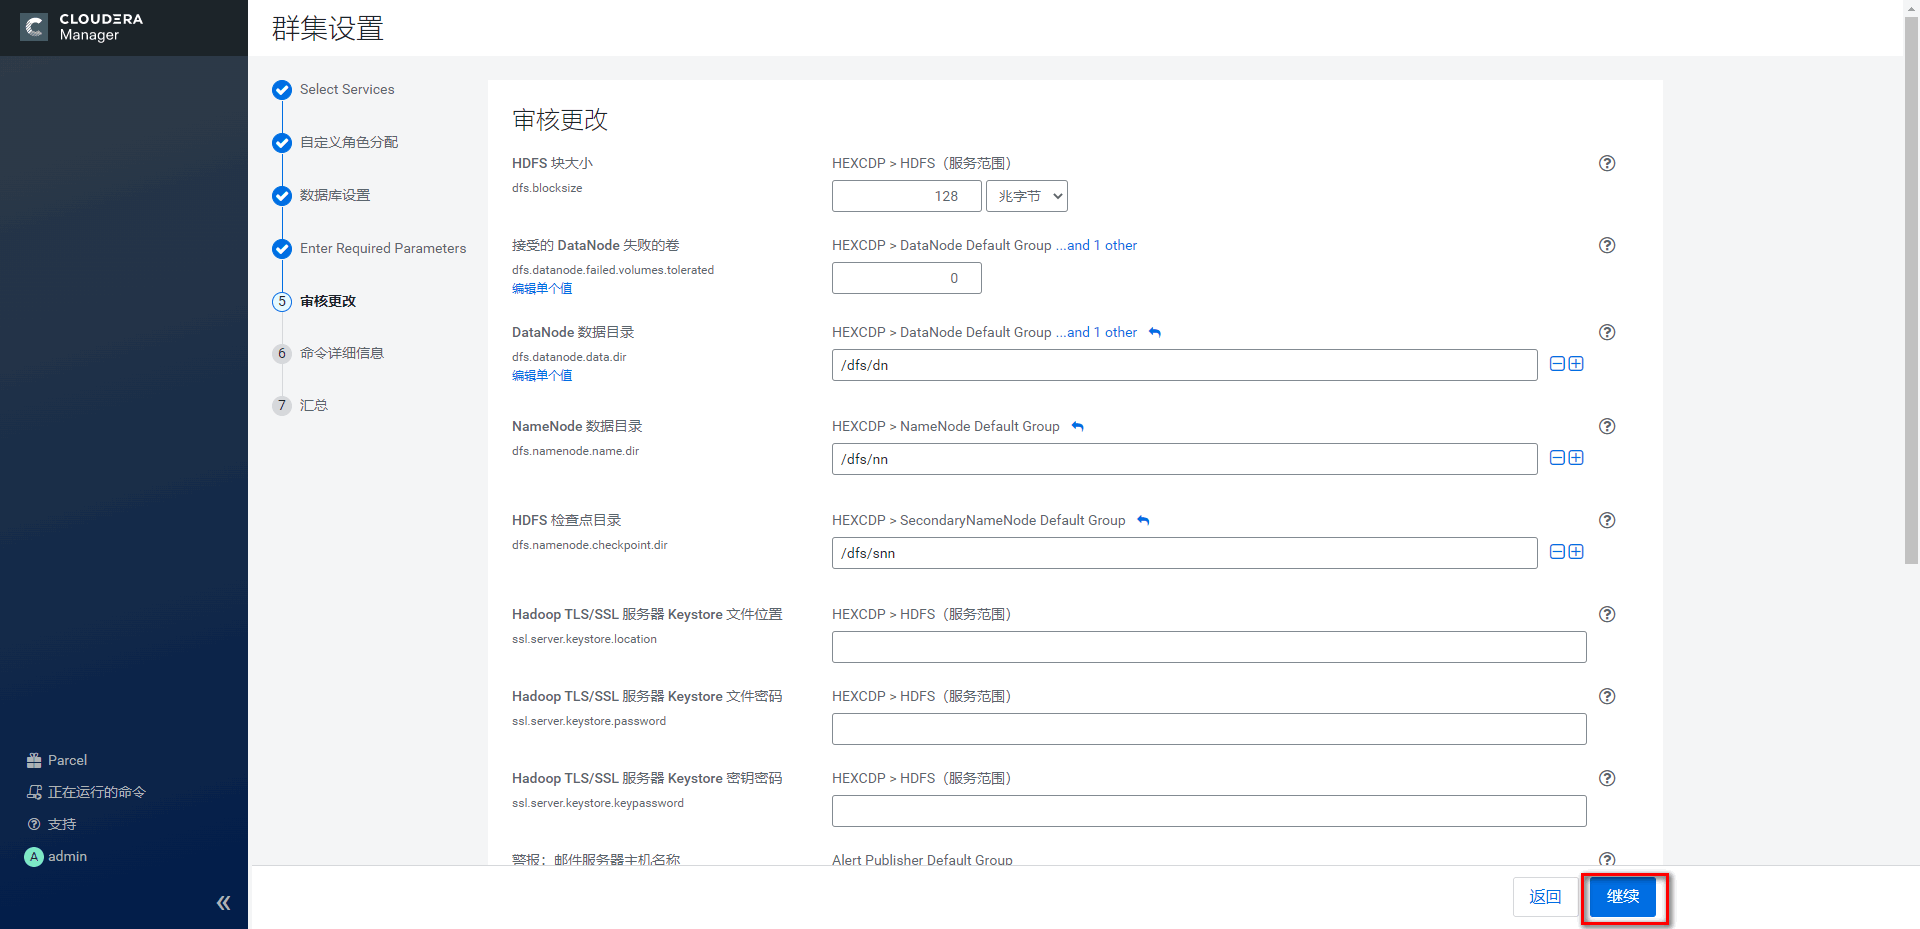 CLOUDERA
Manager
群集设置
Select Services
自定义角色分配
数据库设置
Enter Required Parameters
5 审核更改
6 命令详细信息
7 汇总
Parcel
正在运行的命令
支持
A admin
审核更改
HDFS 块大小
dfs.blocksize
HEXCDP > HDFS（服务范围）
128 兆字节
接受的 DataNode 失败的卷
dfs.datanode.failed.volumes.tolerated
编辑单个值
HEXCDP > DataNode Default Group ...and 1 other
0
DataNode 数据目录
dfs.datanode.data.dir
编辑单个值
HEXCDP > DataNode Default Group ...and 1 other
/dfs/dn
NameNode 数据目录
dfs.namenode.name.dir
HEXCDP > NameNode Default Group
/dfs/nn
HDFS 检查点目录
dfs.namenode.checkpoint.dir
HEXCDP > SecondaryNameNode Default Group
/dfs/snn
Hadoop TLS/SSL 服务器 Keystore 文件位置
ssl.server.keystore.location
HEXCDP > HDFS（服务范围）
Hadoop TLS/SSL 服务器 Keystore 文件密码
ssl.server.keystore.password
HEXCDP > HDFS（服务范围）
Hadoop TLS/SSL 服务器 Keystore 密钥密码
ssl.server.keystore.keypassword
HEXCDP > HDFS（服务范围）
警报：邮件服务器主机名称
Alert Publisher Default Group
返回
继续